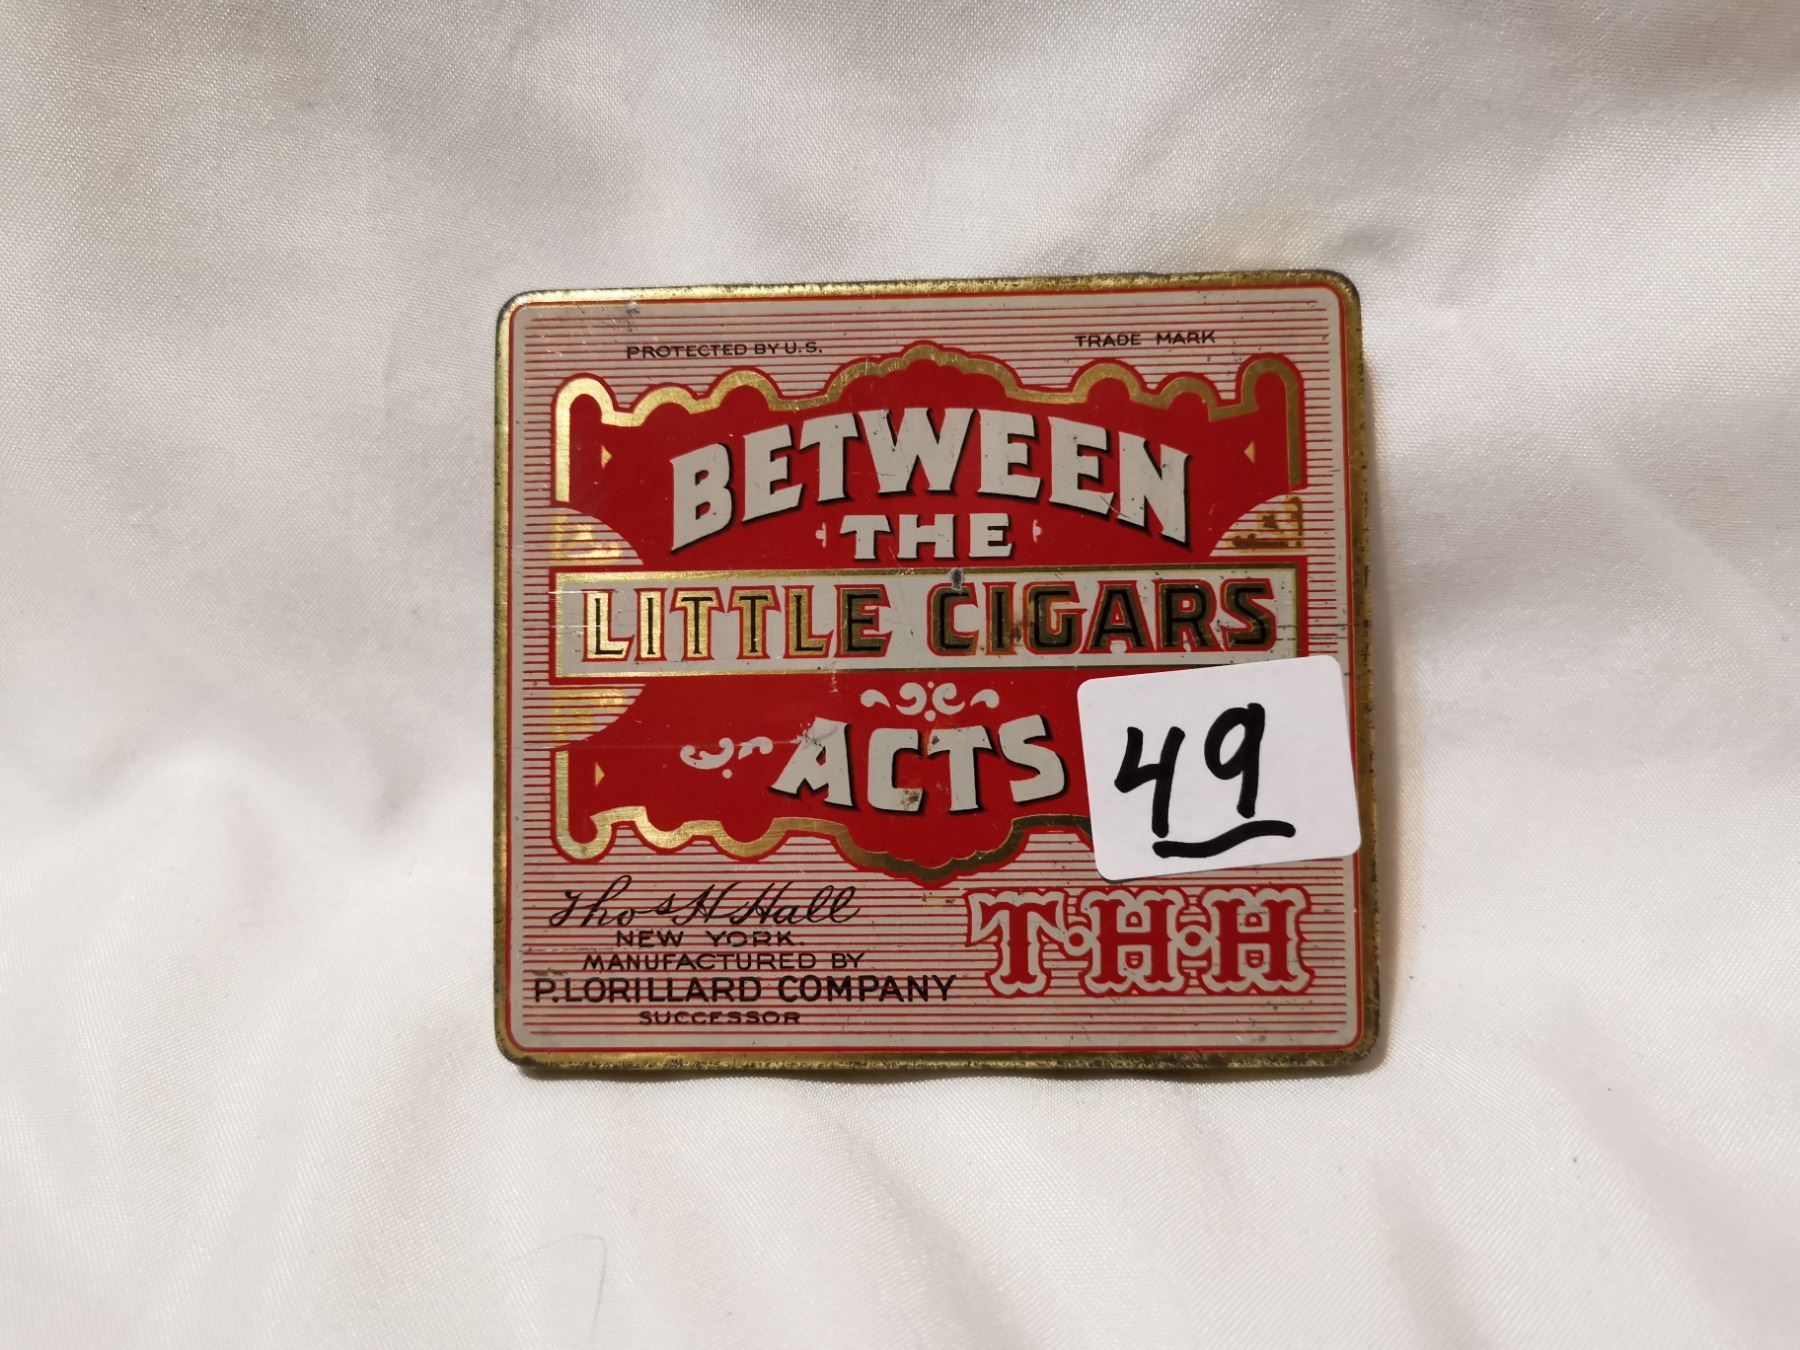 PROTECTED BY U.S. TRADE MARK
BETWEEN
THE
LITTLE CIGARS
ACTS
49
Thos H Hall
NEW YORK.
MANUFACTURED BY
P. LORILLARD COMPANY
SUCCESSOR
T·H·H